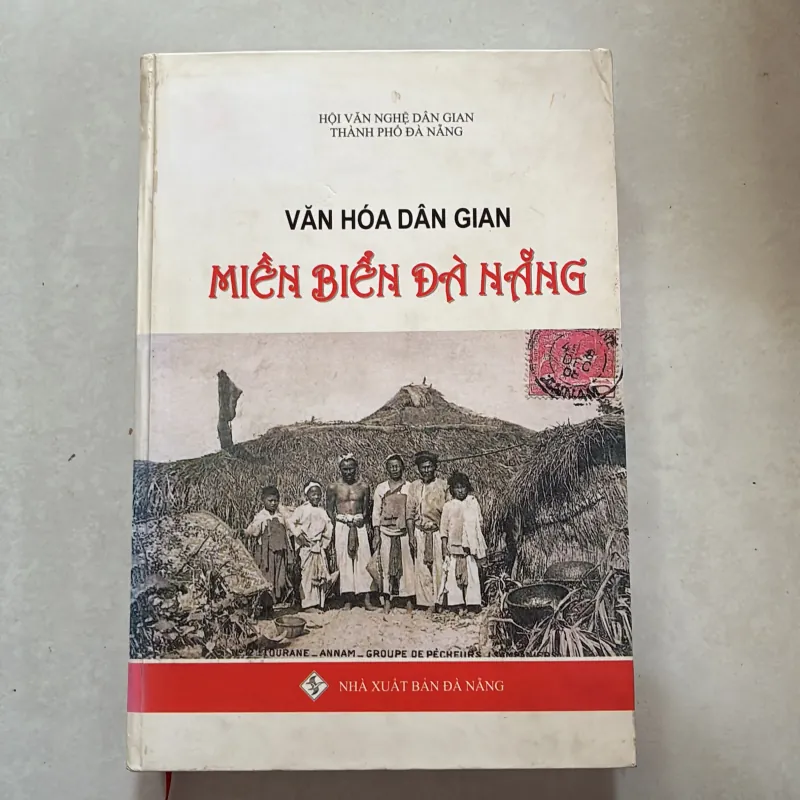 HỘI VĂN NGHỆ DÂN GIAN
THÀNH PHỐ ĐÀ NẴNG
VĂN HÓA DÂN GIAN
MIỀN BIỂN ĐÀ NẴNG
TOURANE _ ANNAM _ GROUPE DE PÊCHEURS
NHÀ XUẤT BẢN ĐÀ NẴNG